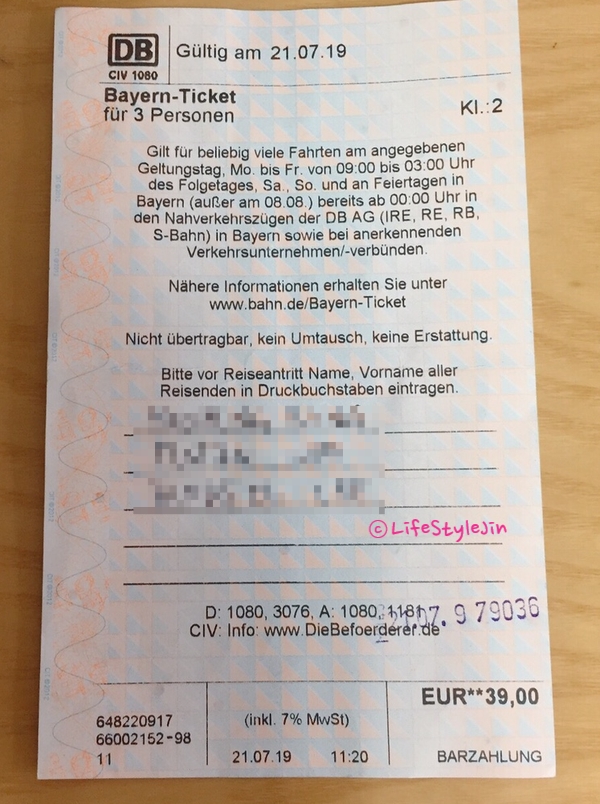 DB
CIV 1080
Gültig am 21.07.19
Bayern-Ticket
für 3 Personen
Kl.:2
Gilt für beliebig viele Fahrten am angegebenen
Geltungstag, Mo. bis Fr. von 09:00 bis 03:00 Uhr
des Folgetages, Sa., So. und an Feiertagen in
Bayern (außer am 08.08.) bereits ab 00:00 Uhr in
den Nahverkehrszügen der DB AG (IRE, RE, RB,
S-Bahn) in Bayern sowie bei anerkennenden
Verkehrsunternehmen/-verbünden.
Nähere Informationen erhalten Sie unter
www.bahn.de/Bayern-Ticket
Nicht übertragbar, kein Umtausch, keine Erstattung.
Bitte vor Reiseantritt Name, Vorname aller
Reisenden in Druckbuchstaben eintragen.
©LifeStyleJin
D: 1080, 3076, A: 1080, 1181
CIV: Info: www.DieBefoerderer.de
79036
EUR**39,00
648220917
66002152-98
11
(inkl. 7% MwSt)
21.07.19 11:20
BARZAHLUNG